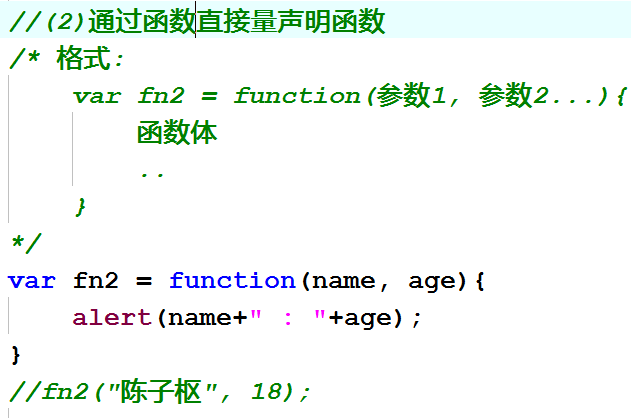 //(2)通过函数直接量声明函数
/* 格式:
var fn2 = function(参数1, 参数2...){
函数体
..
}
*/
var fn2 = function(name, age){
alert(name+" : "+age);
}
//fn2("陈子枢", 18);